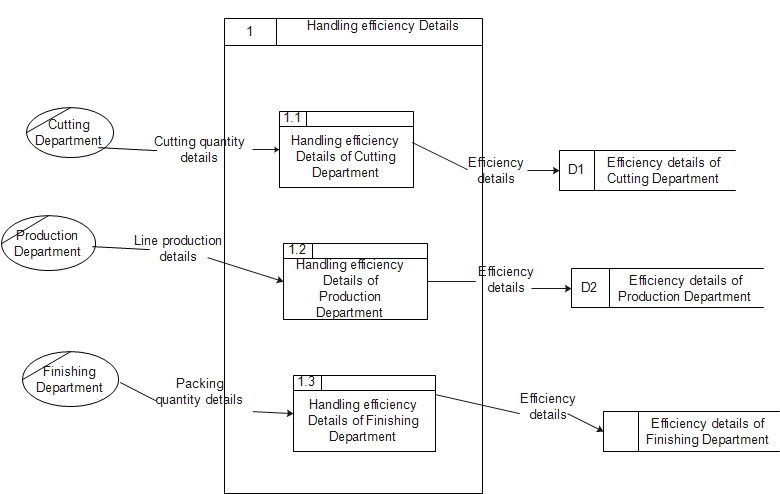 1
Handling efficiency Details
Cutting
Department
Cutting quantity
details
1.1
Handling efficiency
Details of Cutting
Department
Efficiency
details
D1
Efficiency details of
Cutting Department
Production
Department
Line production
details
1.2
Handling efficiency
Details of
Production
Department
Efficiency
details
D2
Efficiency details of
Production Department
Finishing
Department
Packing
quantity details
1.3
Handling efficiency
Details of Finishing
Department
Efficiency
details
Efficiency details of
Finishing Department